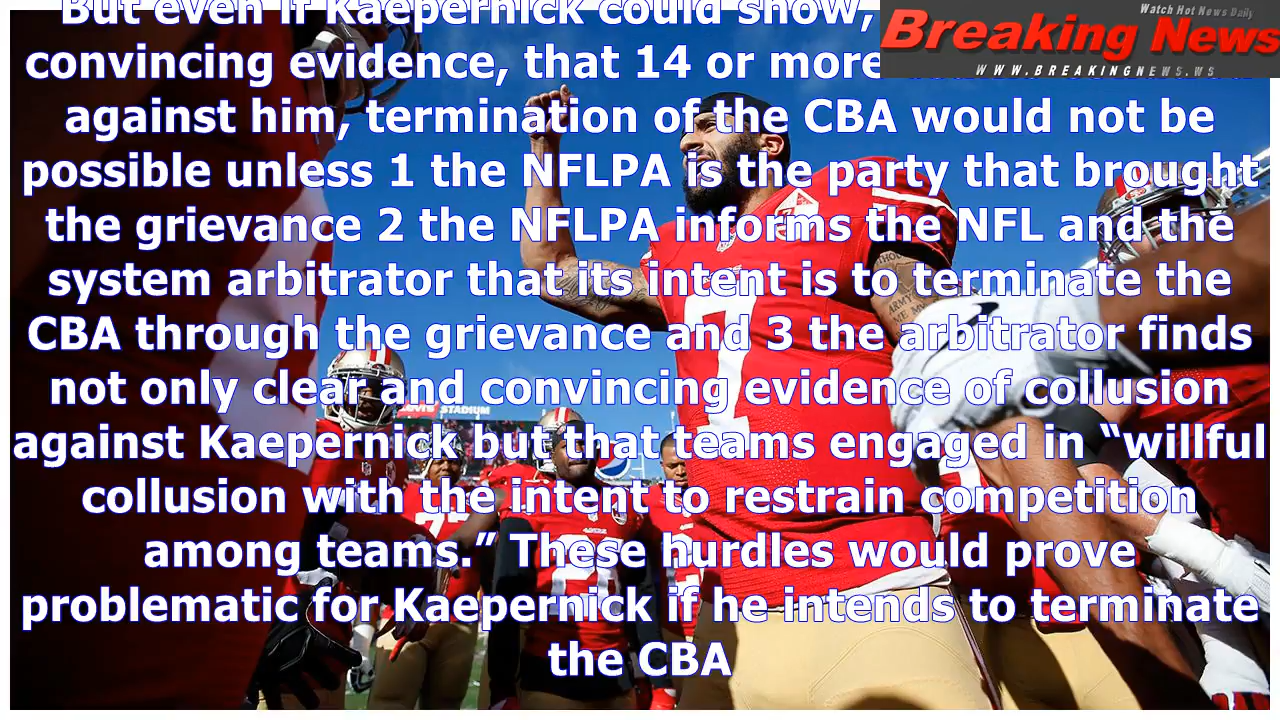 But even if Kaepernick could show,
Watch Hot News Daily
Breaking News
WWW.BREAKINGNEWS.WS
convincing evidence, that 14 or more
against him, termination of the CBA would not be
possible unless 1 the NFLPA is the party that brought
the grievance 2 the NFLPA informs the NFL and the
system arbitrator that its intent is to terminate the
CBA through the grievance and 3 the arbitrator finds
not only clear and convincing evidence of collusion
against Kaepernick but that teams engaged in “willful
collusion with the intent to restrain competition
among teams.” These hurdles would prove
problematic for Kaepernick if he intends to terminate
the CBA
7
STADIUM